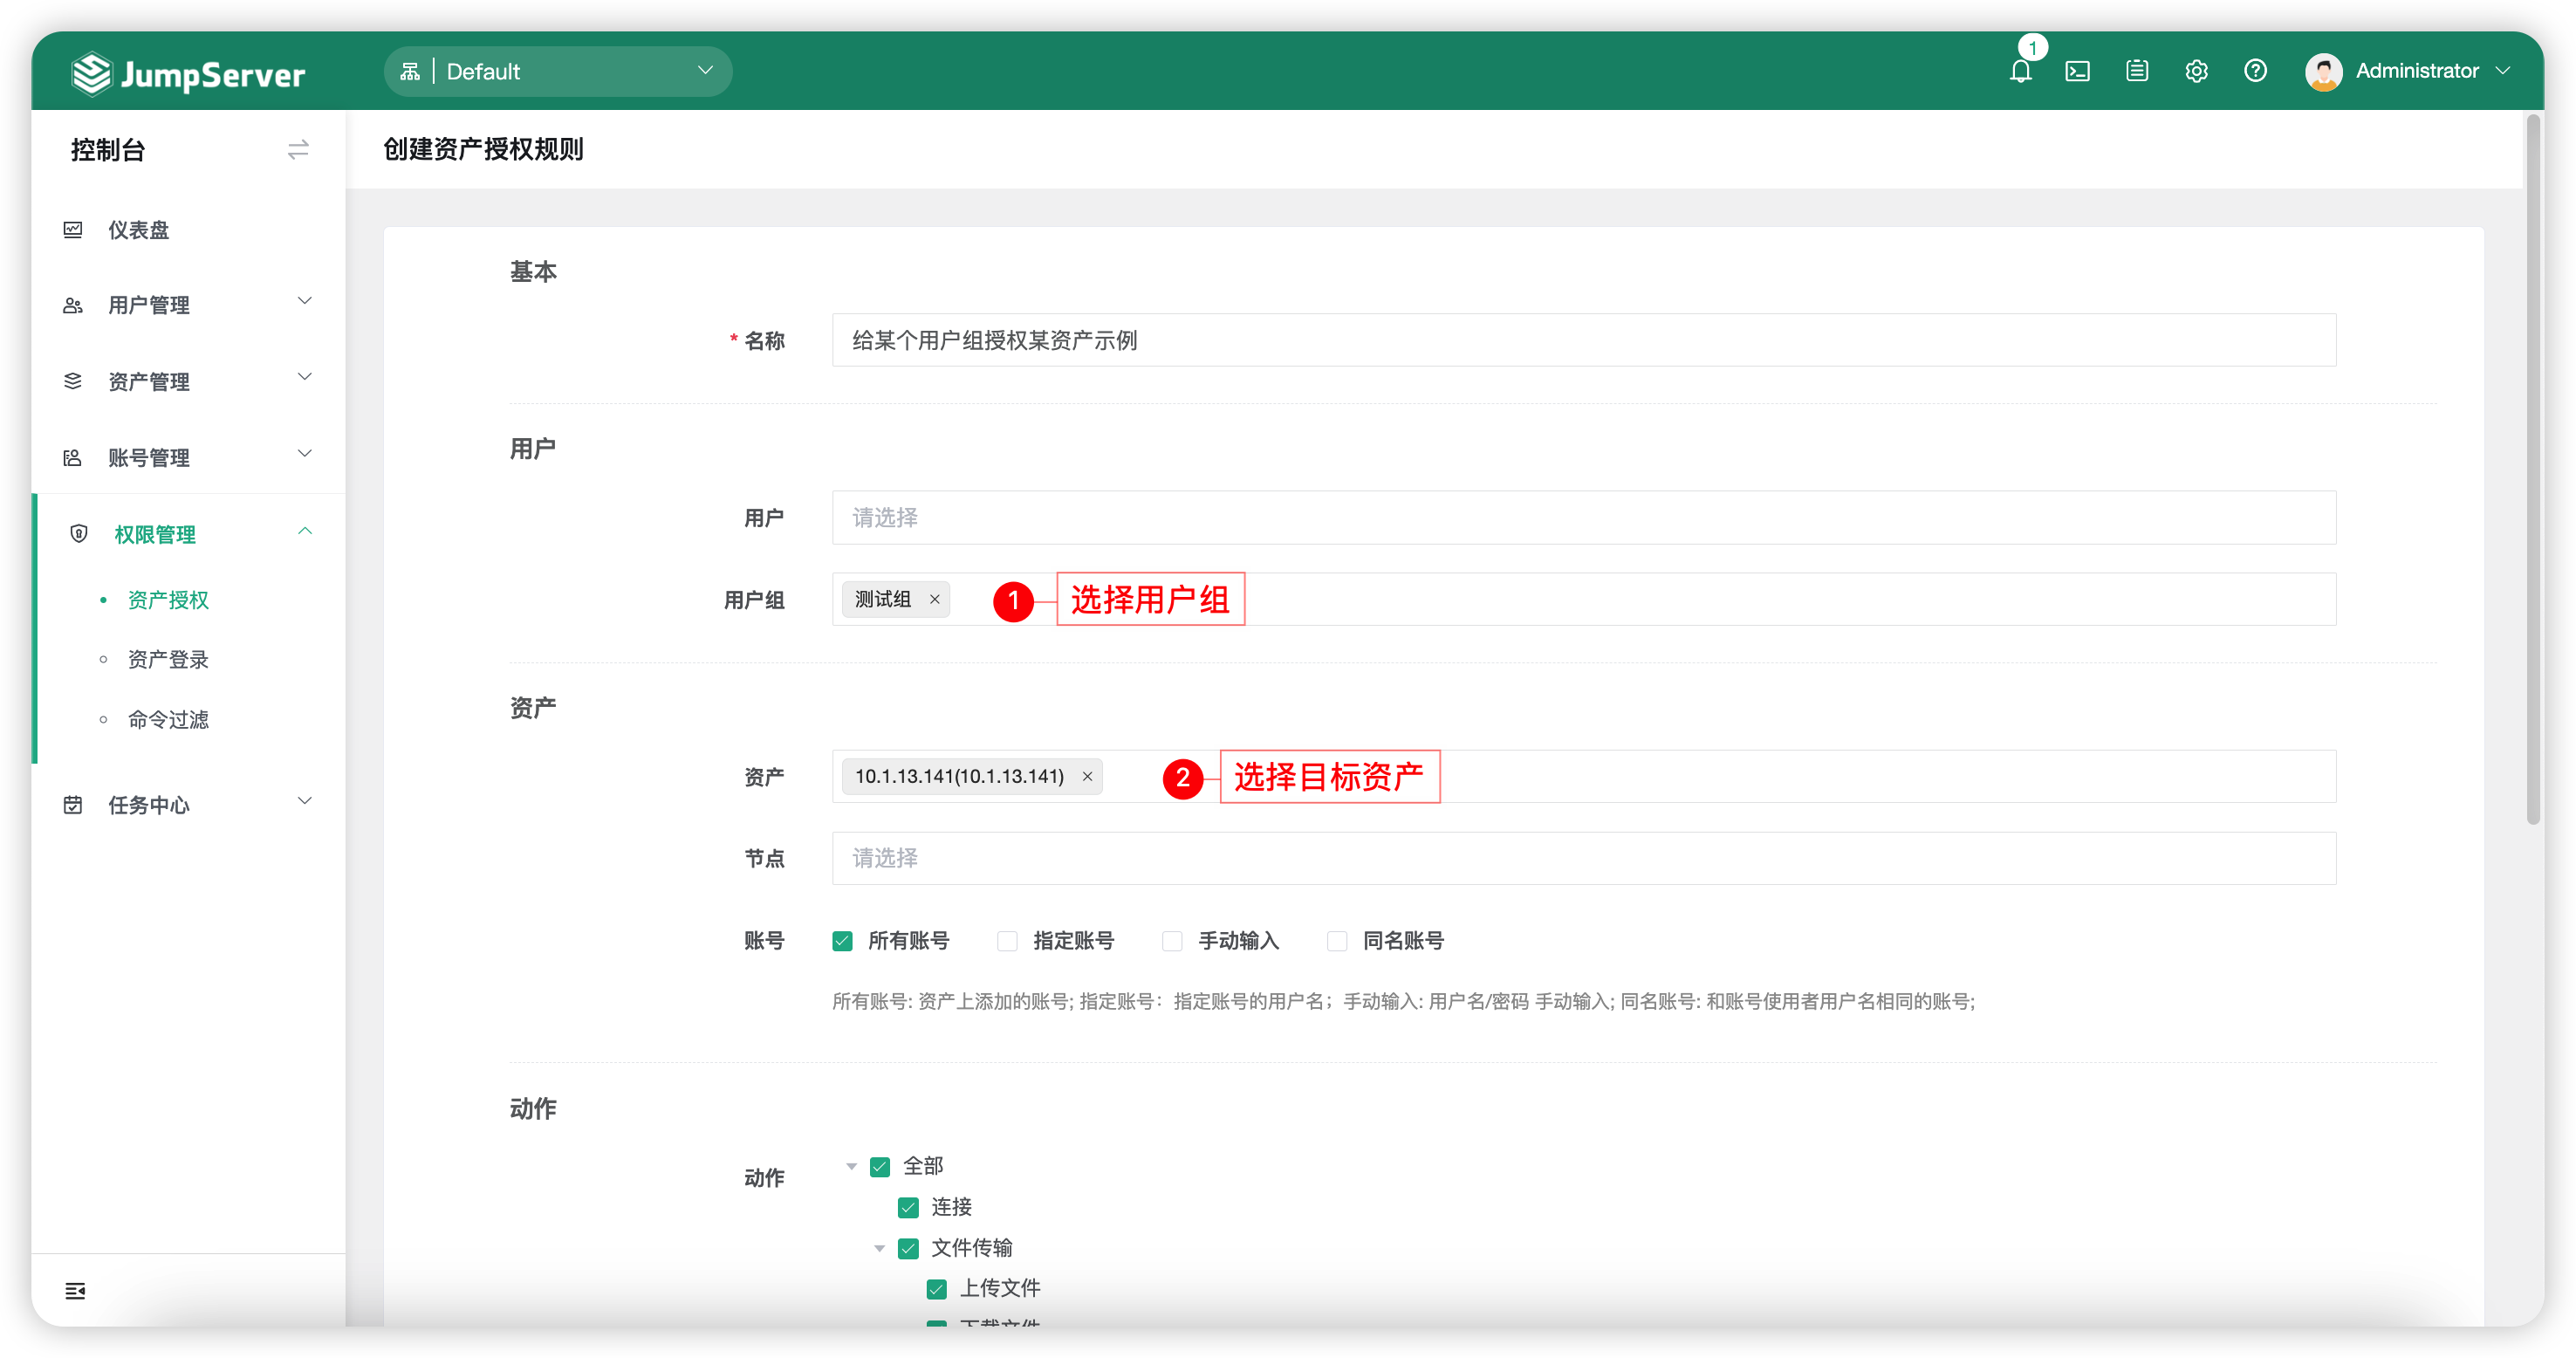 JumpServer
Default
1
Administrator
控制台
创建资产授权规则
仪表盘
用户管理
资产管理
账号管理
权限管理
资产授权
资产登录
命令过滤
任务中心
基本
* 名称
给某个用户组授权某资产示例
用户
用户
请选择
用户组
测试组 ×
1 选择用户组
资产
资产
10.1.13.141(10.1.13.141) ×
2 选择目标资产
节点
请选择
账号
所有账号 指定账号 手动输入 同名账号
所有账号: 资产上添加的账号; 指定账号：指定账号的用户名；手动输入: 用户名/密码 手动输入; 同名账号: 和账号使用者用户名相同的账号;
动作
动作
全部
连接
文件传输
上传文件
下载文件